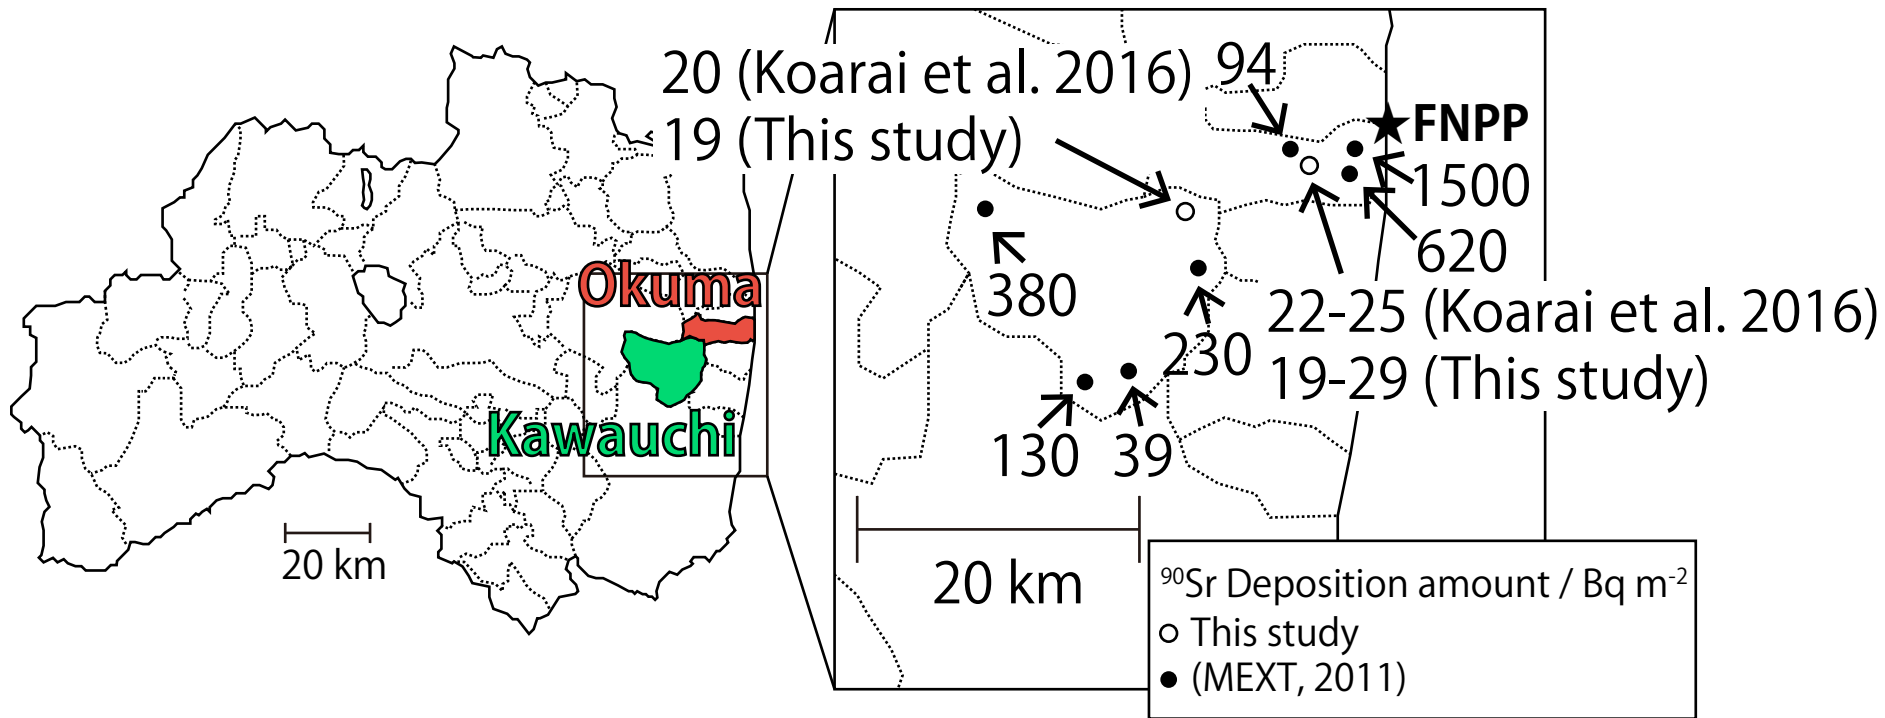 20 (Koarai et al. 2016)
19 (This study)
94
FNPP
1500
620
380
230
22-25 (Koarai et al. 2016)
19-29 (This study)
130
39
Okuma
Kawauchi
20 km
20 km
⁹⁰Sr Deposition amount / Bq m⁻²
This study
(MEXT, 2011)